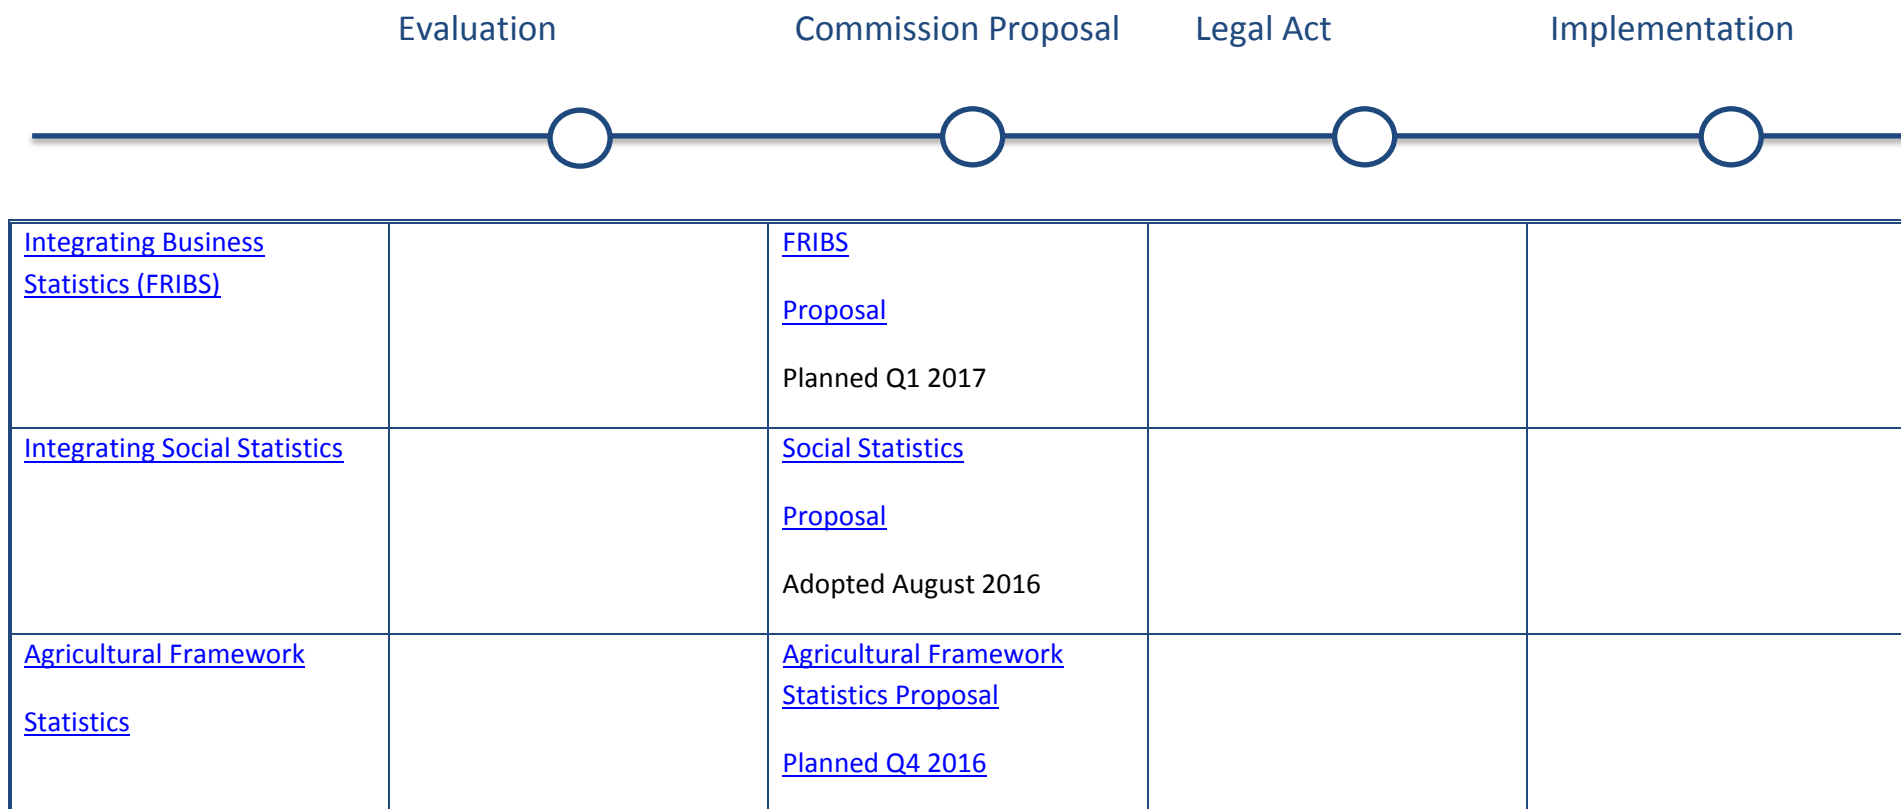 Evaluation Commission Proposal Legal Act Implementation
Integrating Business
Statistics (FRIBS)
FRIBS
Proposal
Planned Q1 2017
Integrating Social Statistics
Social Statistics
Proposal
Adopted August 2016
Agricultural Framework
Statistics
Agricultural Framework
Statistics Proposal
Planned Q4 2016